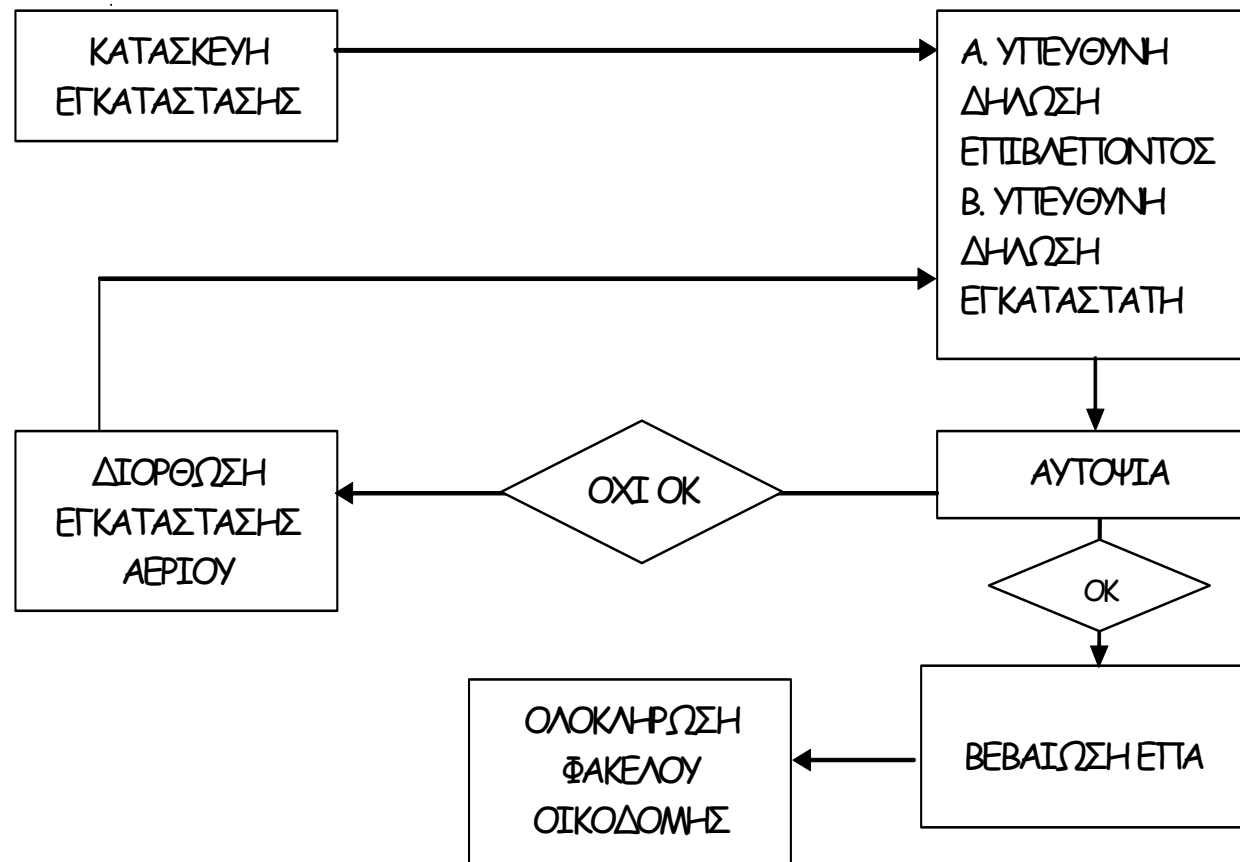 ΚΑΤΑΣΚΕΥΗ
ΕΓΚΑΤΑΣΤΑΣΗΣ
Α. ΥΠΕΥΘΥΝΗ
ΔΗΛΩΣΗ
ΕΠΙΒΛΕΠΟΝΤΟΣ
Β. ΥΠΕΥΘΥΝΗ
ΔΗΛΩΣΗ
ΕΓΚΑΤΑΣΤΑΤΗ
ΔΙΟΡΘΩΣΗ
ΕΓΚΑΤΑΣΤΑΣΗΣ
ΑΕΡΙΟΥ
ΟΧΙ ΟΚ
ΑΥΤΟΨΙΑ
ΟΚ
ΟΛΟΚΛΗΡΩΣΗ
ΦΑΚΕΛΟΥ
ΟΙΚΟΔΟΜΗΣ
ΒΕΒΑΙΩΣΗ ΕΠΑ